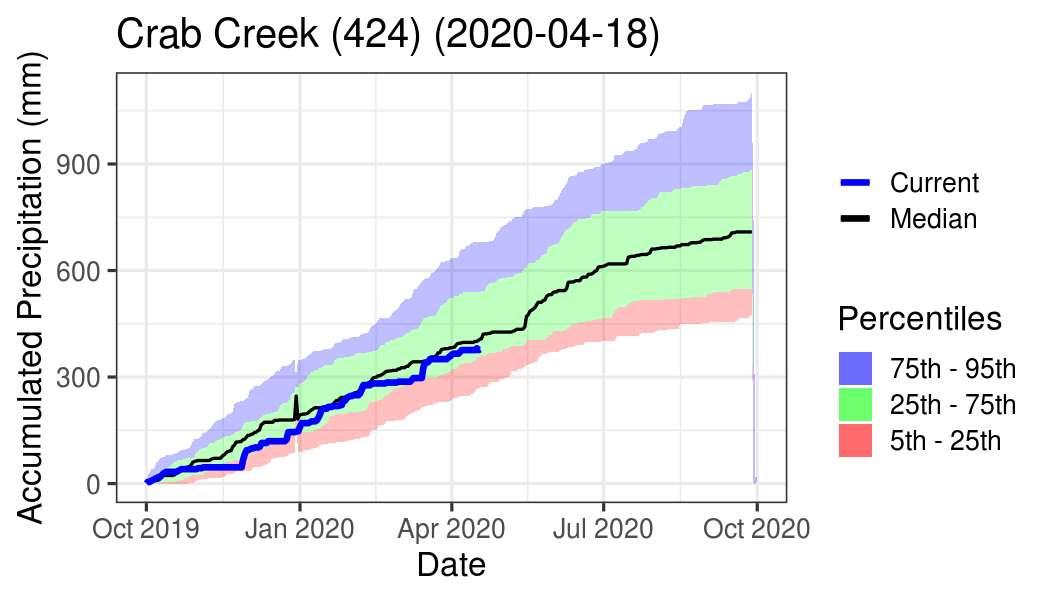 Crab Creek (424) (2020-04-18)
Accumulated Precipitation (mm)
900
600
300
0
Oct 2019
Jan 2020
Apr 2020
Jul 2020
Oct 2020
Date
Current
Median
Percentiles
75th - 95th
25th - 75th
5th - 25th